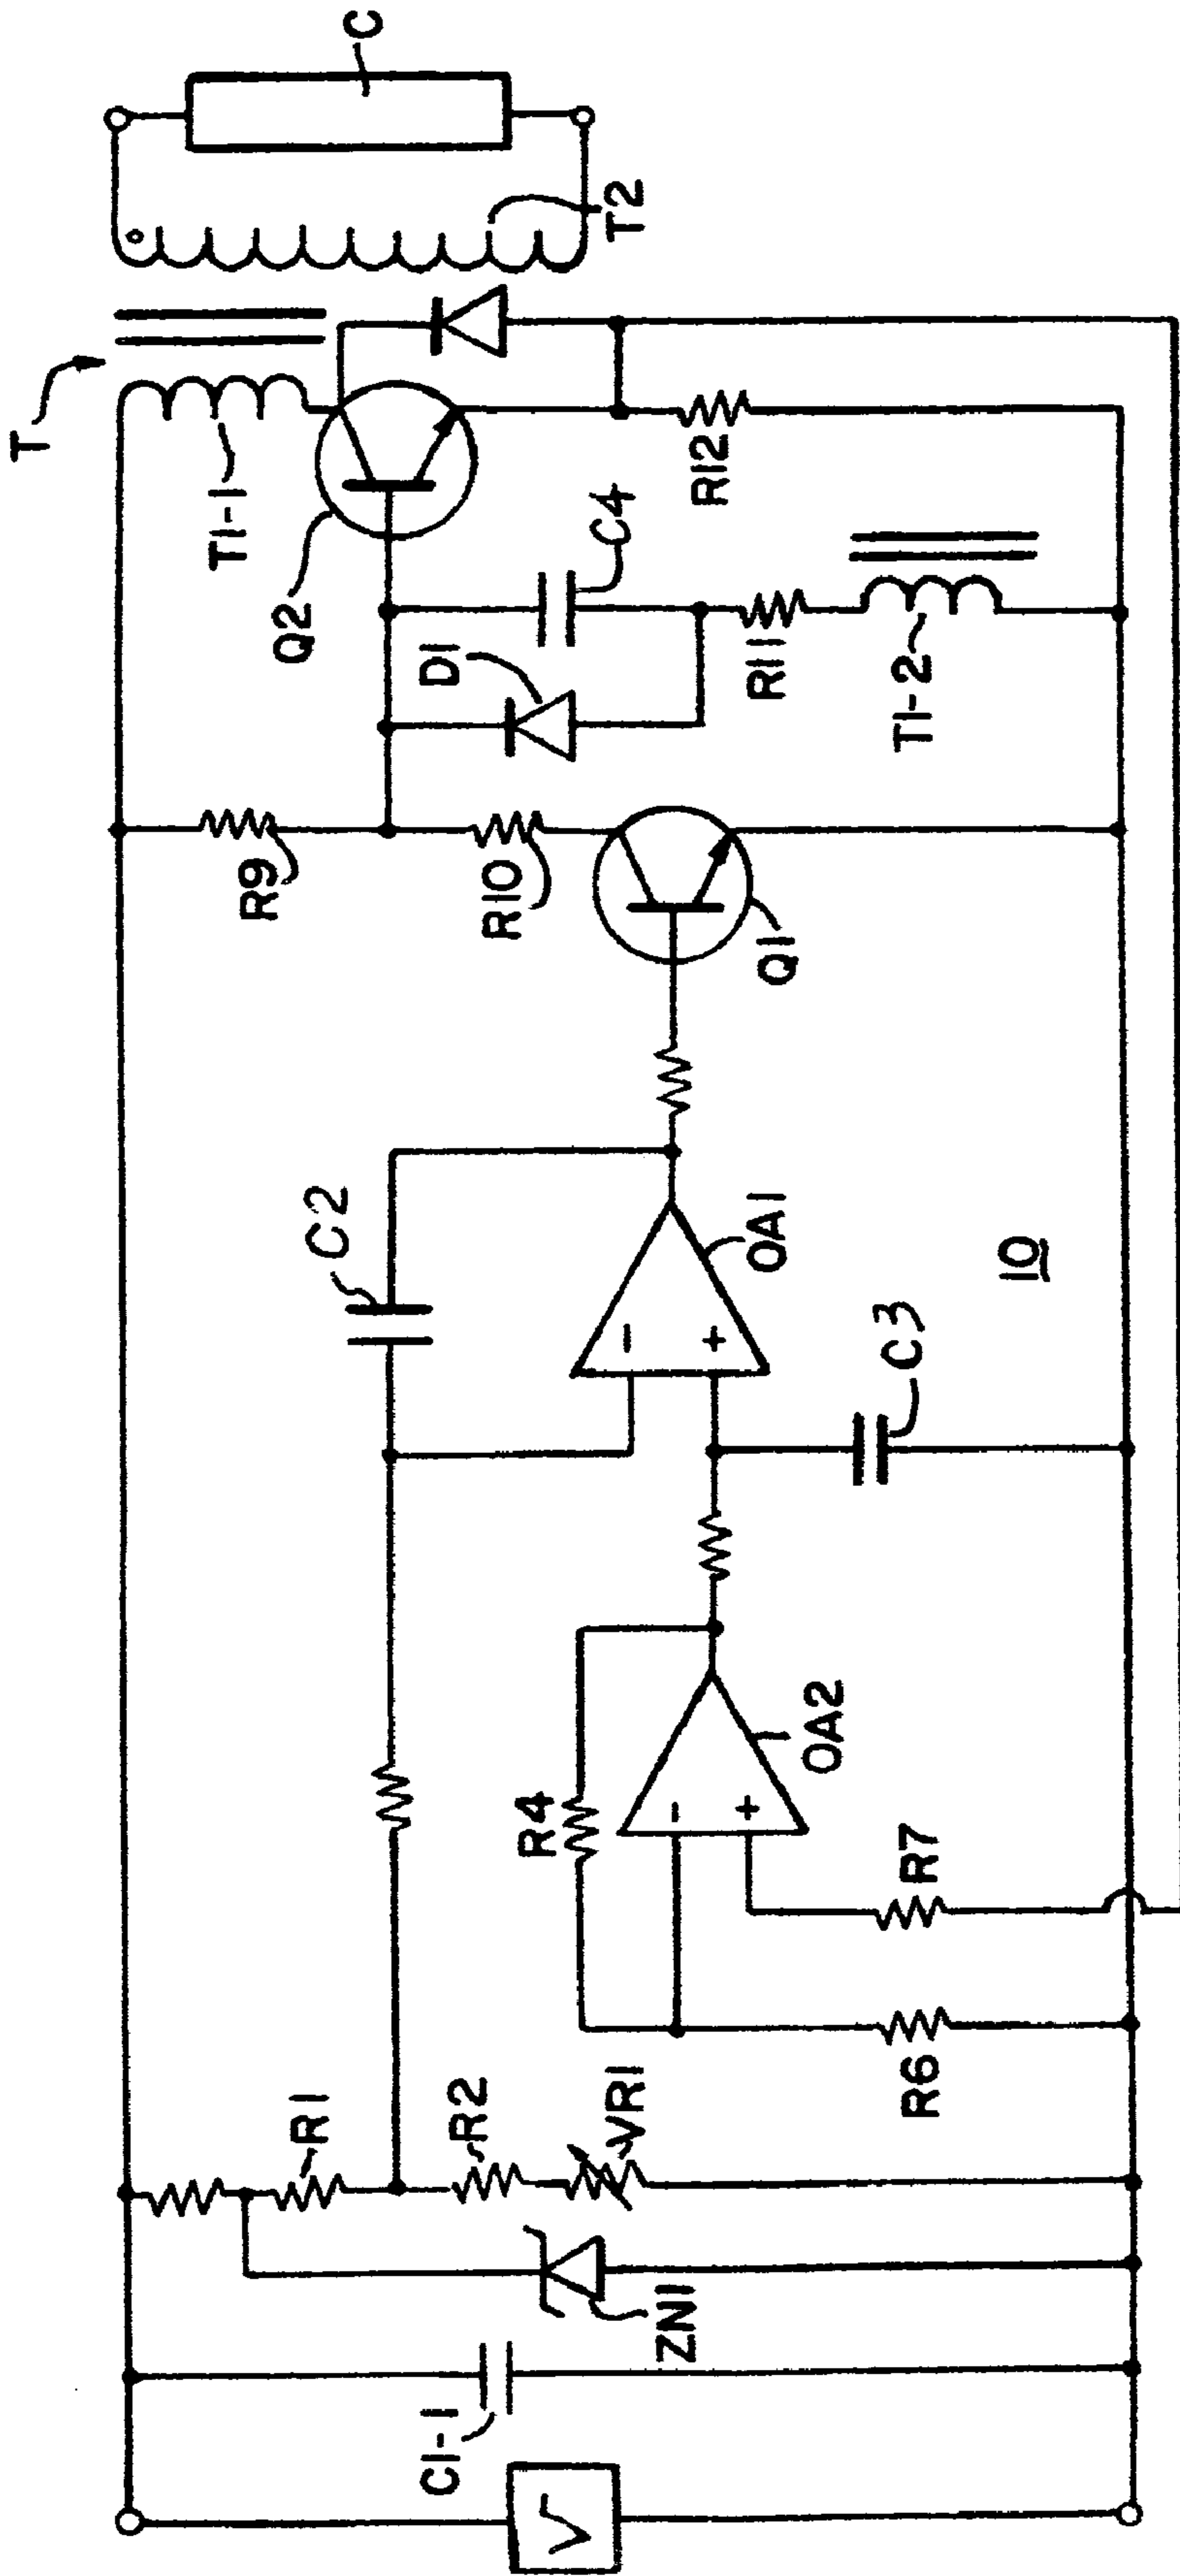 T
C
T1-1
T2
Q2
C4
D1
R12
R9
R11
T1-2
R10
Q1
C2
OA1
-
+
10
C3
R4
OA2
-
+
R7
R1
R2
VR1
R6
ZN1
C1-1
V